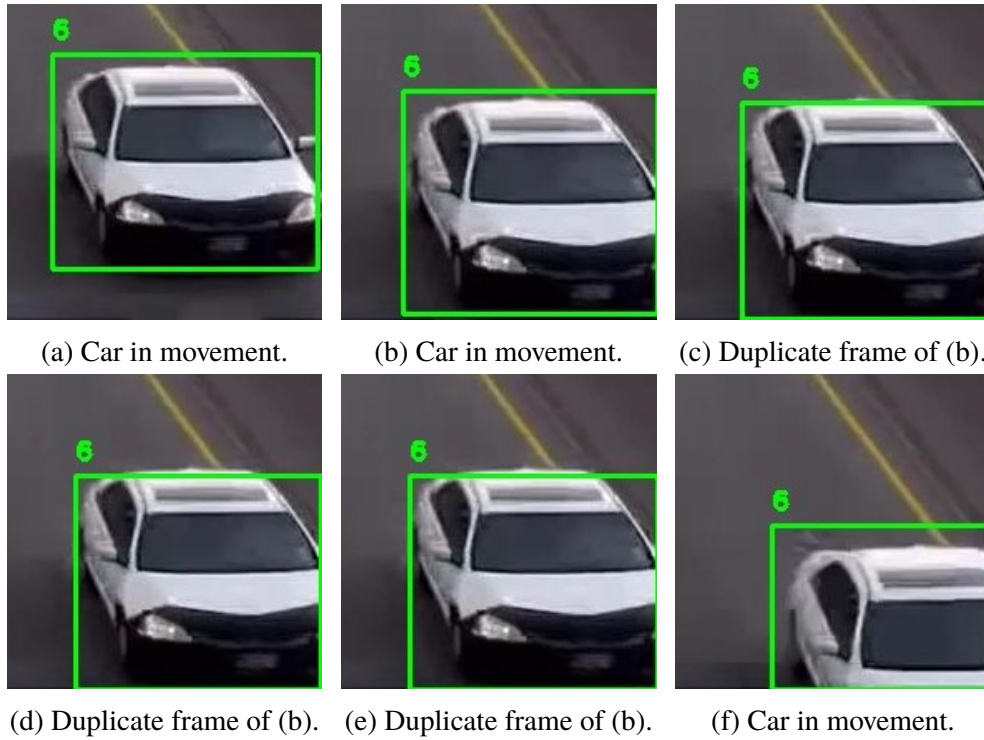 6
6
6
(a) Car in movement.
(b) Car in movement.
(c) Duplicate frame of (b).
6
6
6
(d) Duplicate frame of (b).
(e) Duplicate frame of (b).
(f) Car in movement.